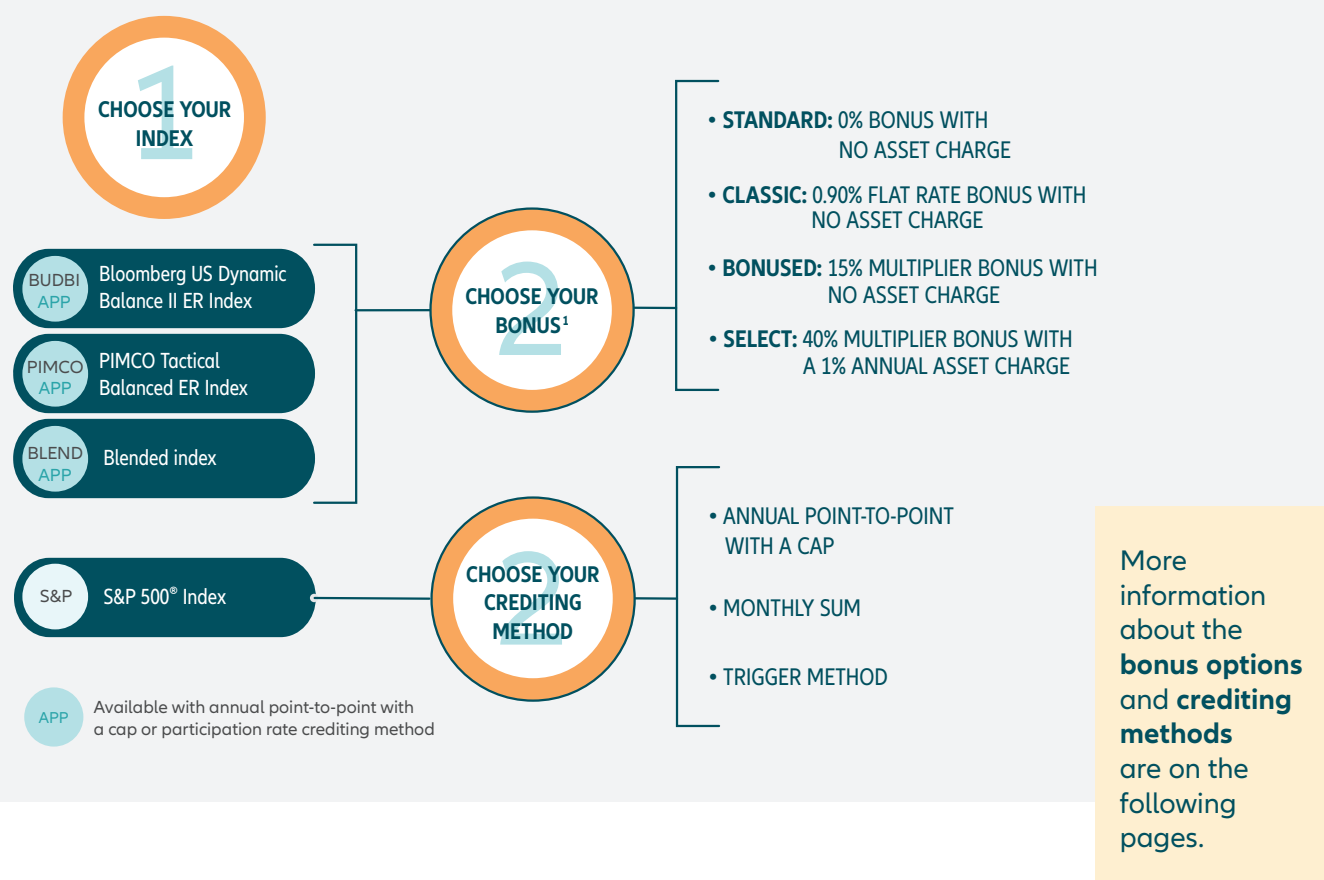 1
CHOOSE YOUR
INDEX
BUDBI
APP
Bloomberg US Dynamic
Balance II ER Index
PIMCO
APP
PIMCO Tactical
Balanced ER Index
BLEND
APP
Blended index
2
CHOOSE YOUR
BONUS¹
• STANDARD: 0% BONUS WITH
NO ASSET CHARGE
• CLASSIC: 0.90% FLAT RATE BONUS WITH
NO ASSET CHARGE
• BONUSED: 15% MULTIPLIER BONUS WITH
NO ASSET CHARGE
• SELECT: 40% MULTIPLIER BONUS WITH
A 1% ANNUAL ASSET CHARGE
S&P
S&P 500® Index
2
CHOOSE YOUR
CREDITING
METHOD
• ANNUAL POINT-TO-POINT
WITH A CAP
• MONTHLY SUM
• TRIGGER METHOD
APP
Available with annual point-to-point with
a cap or participation rate crediting method
More
information
about the
bonus options
and crediting
methods
are on the
following
pages.